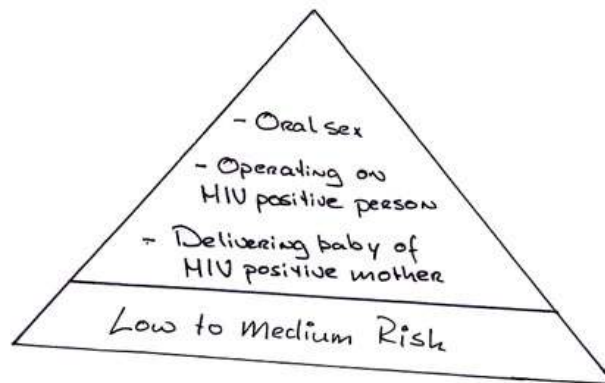 - Oral sex
- Operating on
HIV positive person
- Delivering baby of
HIV positive mother
Low to Medium Risk